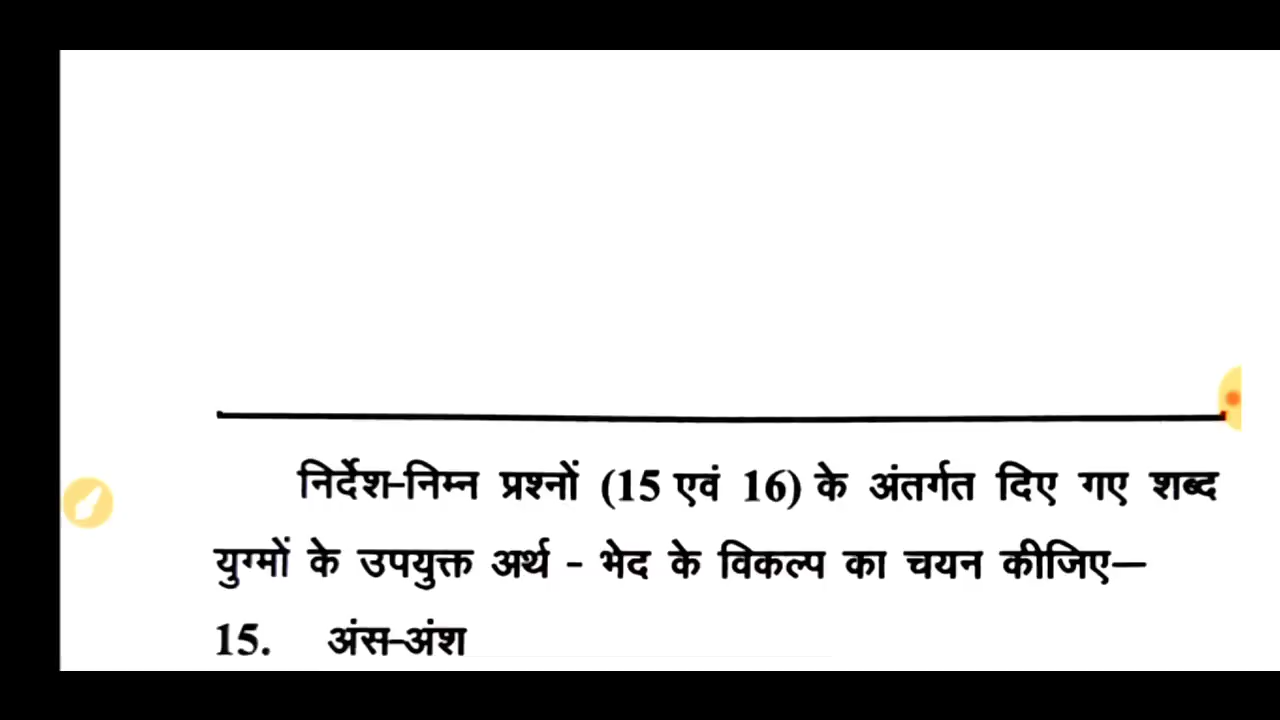 निर्देश-निम्न प्रश्नों (15 एवं 16) के अंतर्गत दिए गए शब्द
युग्मों के उपयुक्त अर्थ - भेद के विकल्प का चयन कीजिए—
15. अंस-अंश